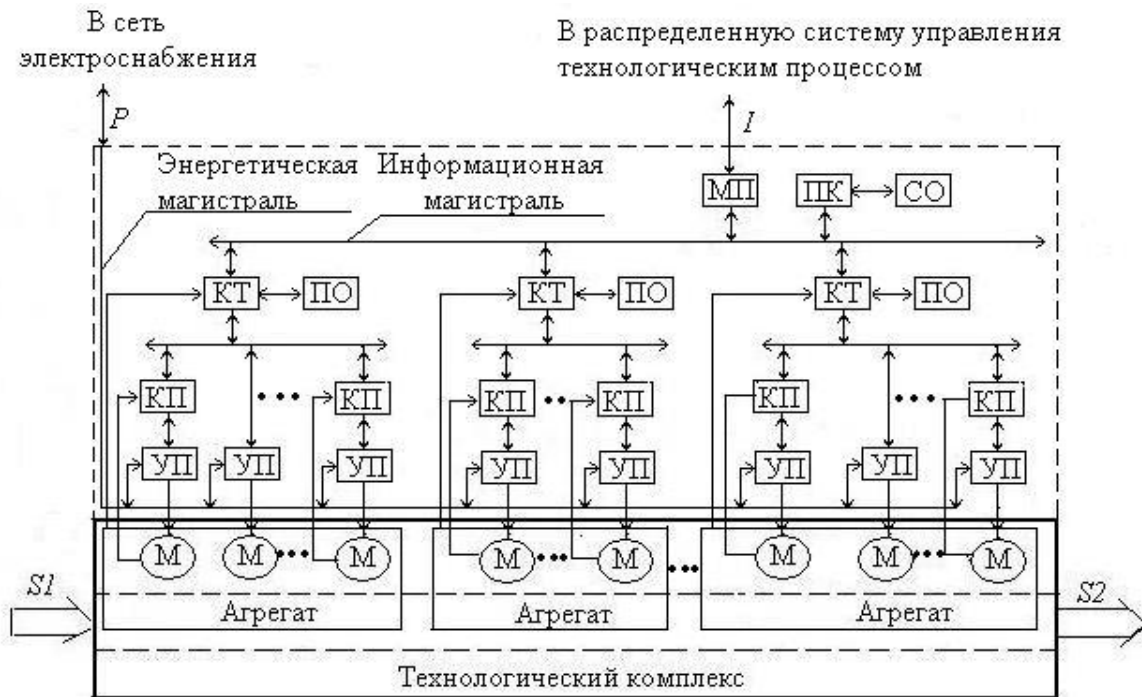 В сеть
электроснабжения
В распределенную систему управления
технологическим процессом
P
I
Энергетическая
магистраль
Информационная
магистраль
МП
ПК
СО
КТ
ПО
КТ
ПО
КТ
ПО
КП
КП
КП
КП
КП
КП
УП
УП
УП
УП
УП
УП
УП
УП
М
М
М
М
М
М
М
М
S1
S2
Агрегат
Агрегат
Агрегат
Технологический комплекс